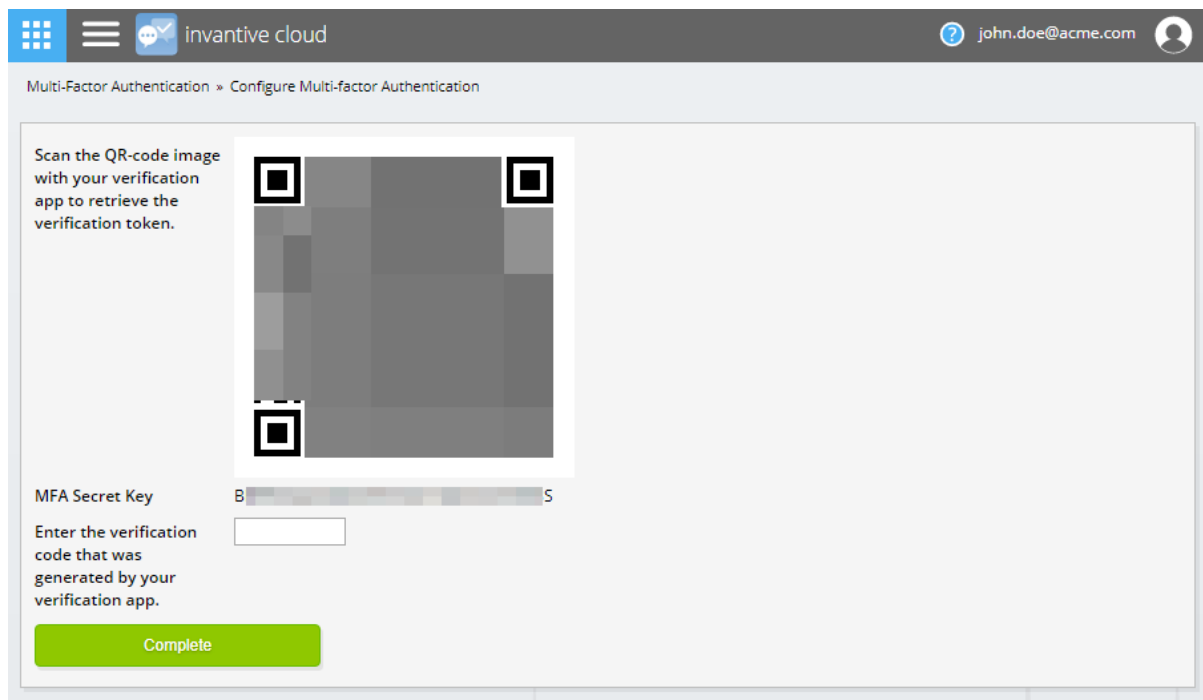 invantive cloud
? john.doe@acme.com
Multi-Factor Authentication » Configure Multi-factor Authentication
Scan the QR-code image
with your verification
app to retrieve the
verification token.
MFA Secret Key B S
Enter the verification
code that was
generated by your
verification app.
Complete